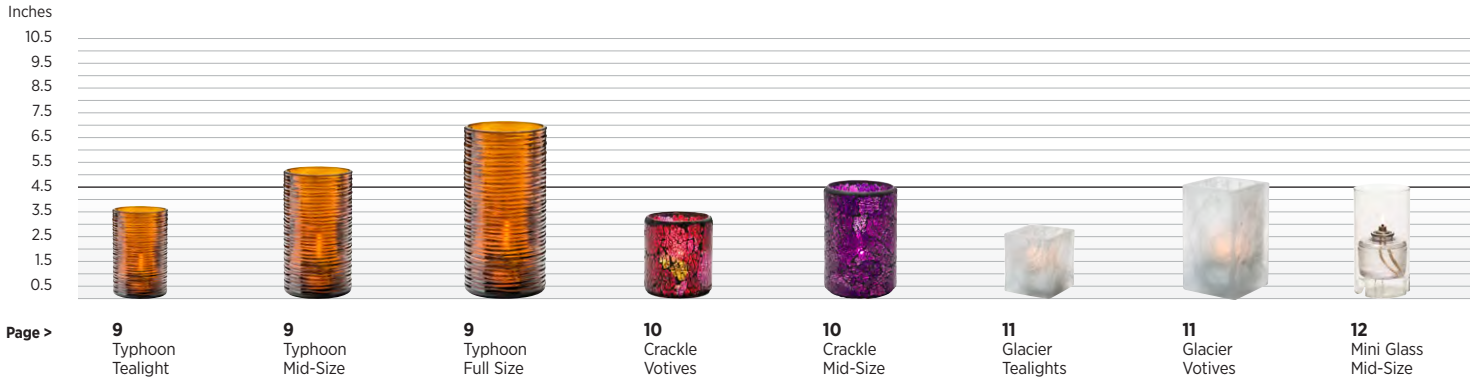 Inches
10.5
9.5
8.5
7.5
6.5
5.5
4.5
3.5
2.5
1.5
0.5
Page >
9
Typhoon
Tealight
9
Typhoon
Mid-Size
9
Typhoon
Full Size
10
Crackle
Votives
10
Crackle
Mid-Size
11
Glacier
Tealights
11
Glacier
Votives
12
Mini Glass
Mid-Size